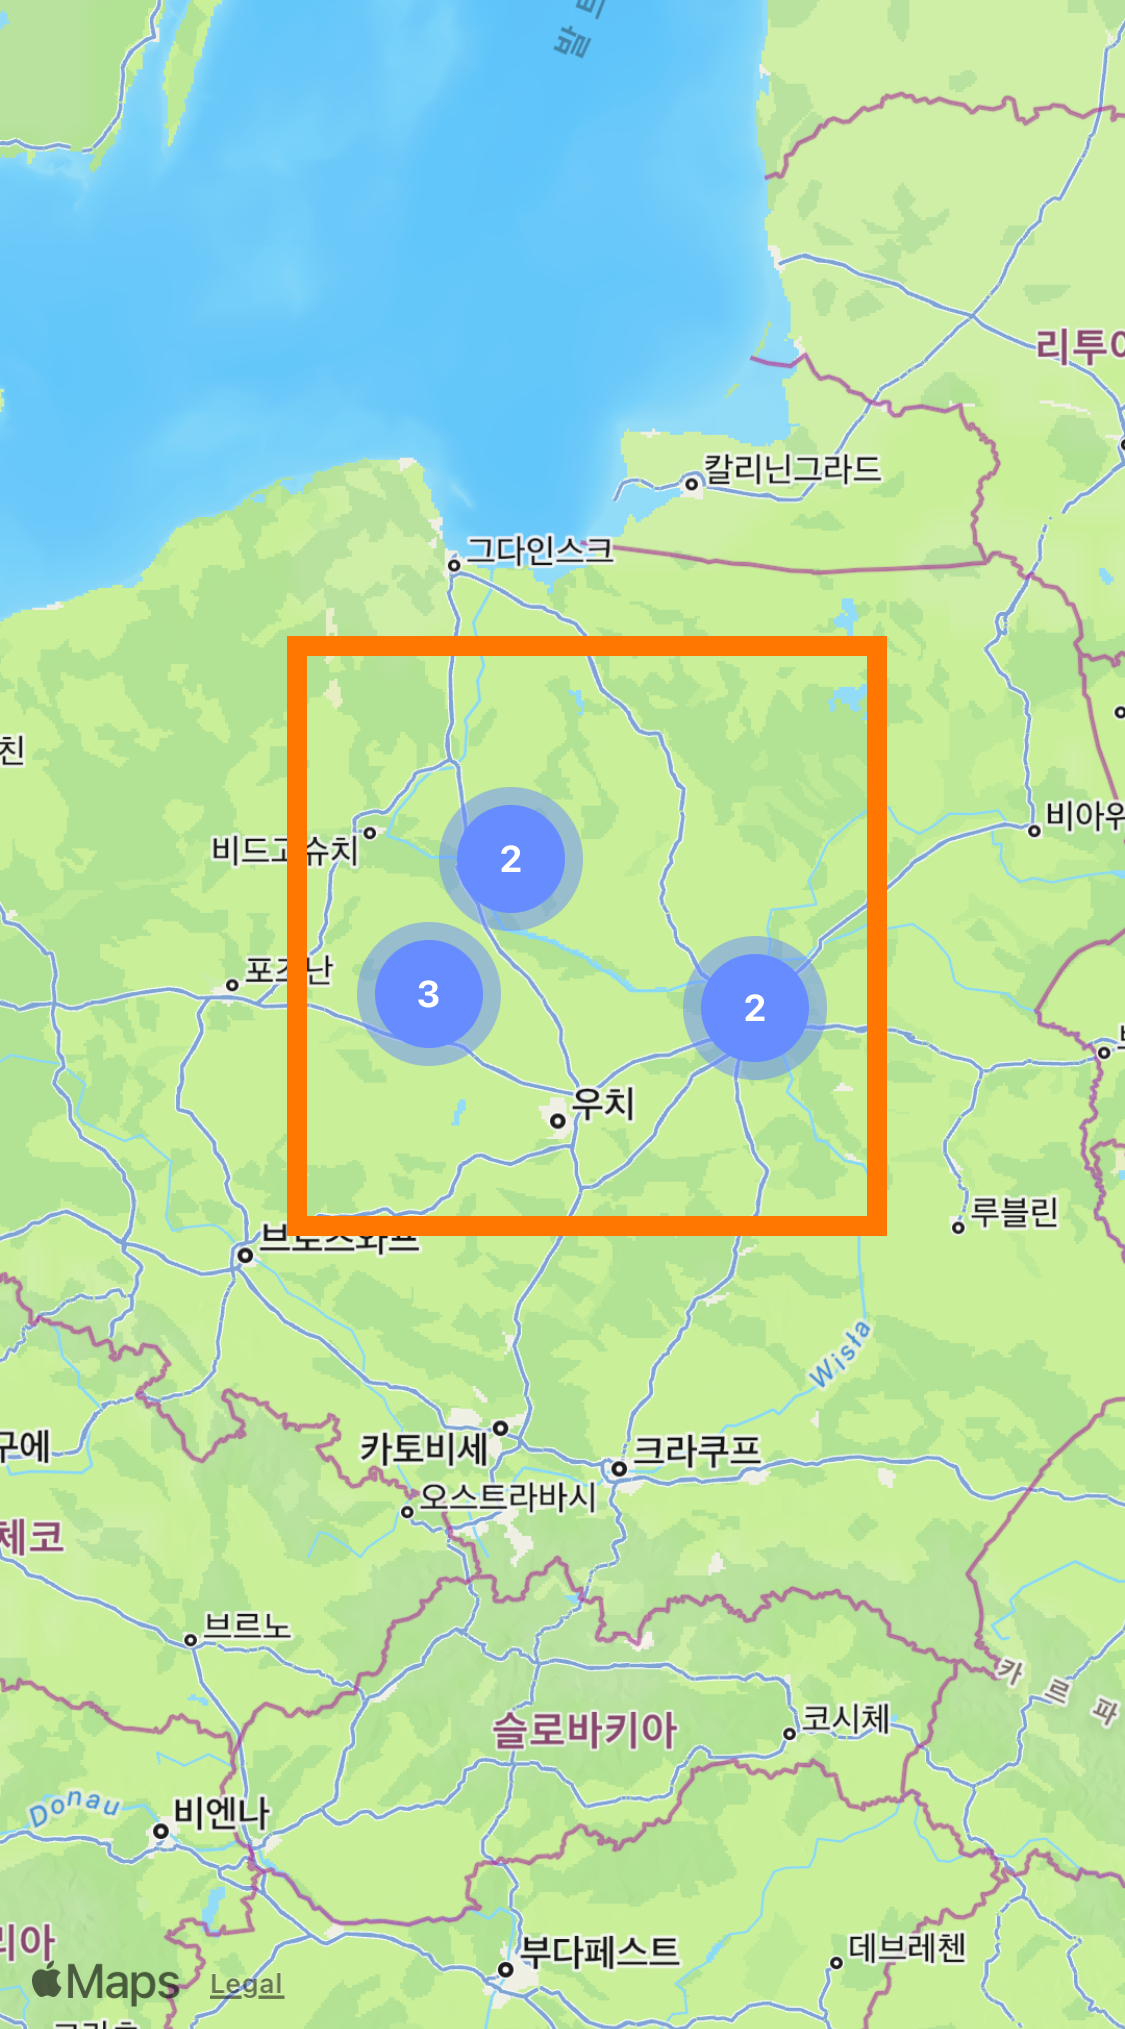 발트
리투아
칼리닌그라드
그다인스크
친
비아위
비드고슈치
2
포즈난
3
2
우치
루블린
브로츠와프
Wisła
구에
카토비세
크라쿠프
오스트라바시
체코
브르노
카르파
슬로바키아
코시체
Donau
비엔나
리아
부다페스트
데브레첸
Maps Legal